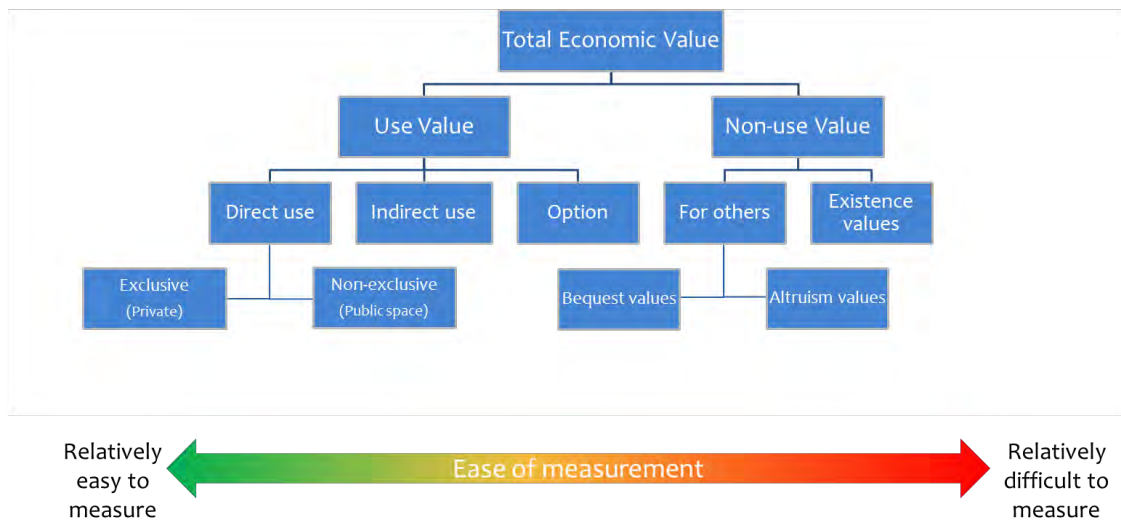 Total Economic Value
Use Value
Non-use Value
Direct use
Indirect use
Option
For others
Existence
values
Exclusive
(Private)
Non-exclusive
(Public space)
Bequest values
Altruism values
Relatively
easy to
measure
Ease of measurement
Relatively
difficult to
measure